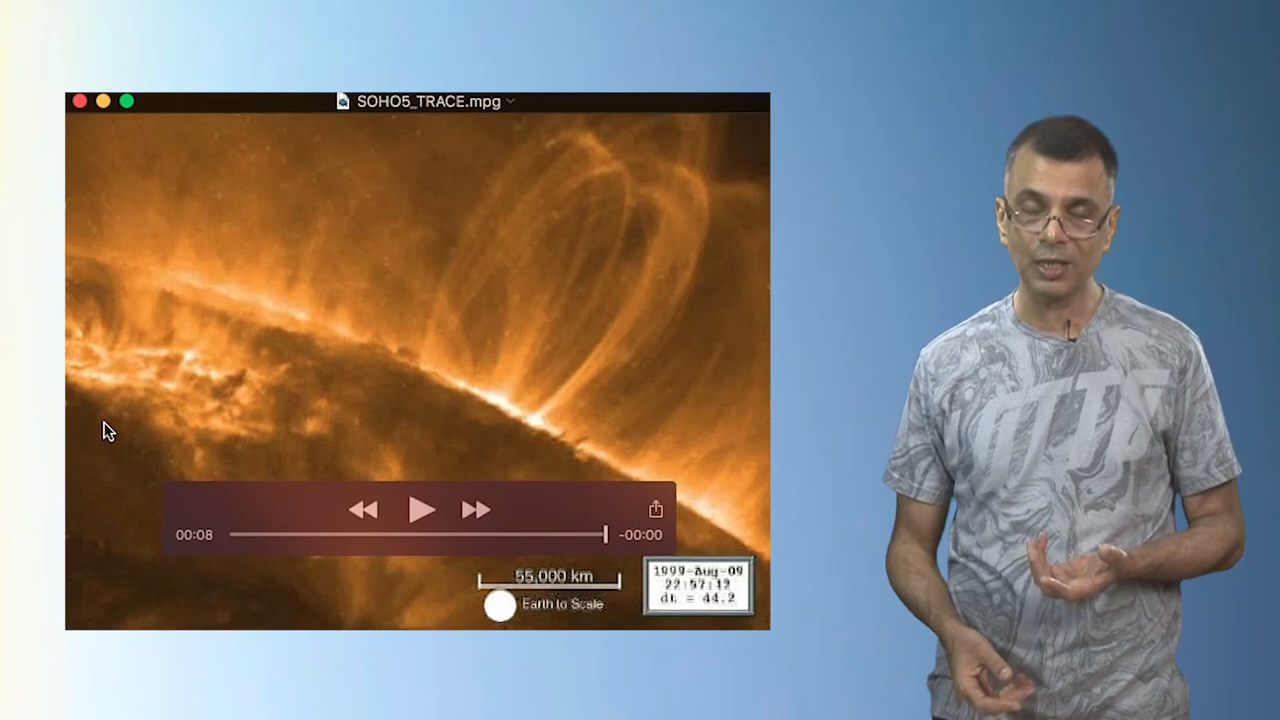 SOHO5_TRACE.mpg
00:08
-00:00
55,000 km
Earth to Scale
1999-Aug-09
22:57:12
dt = 44.2